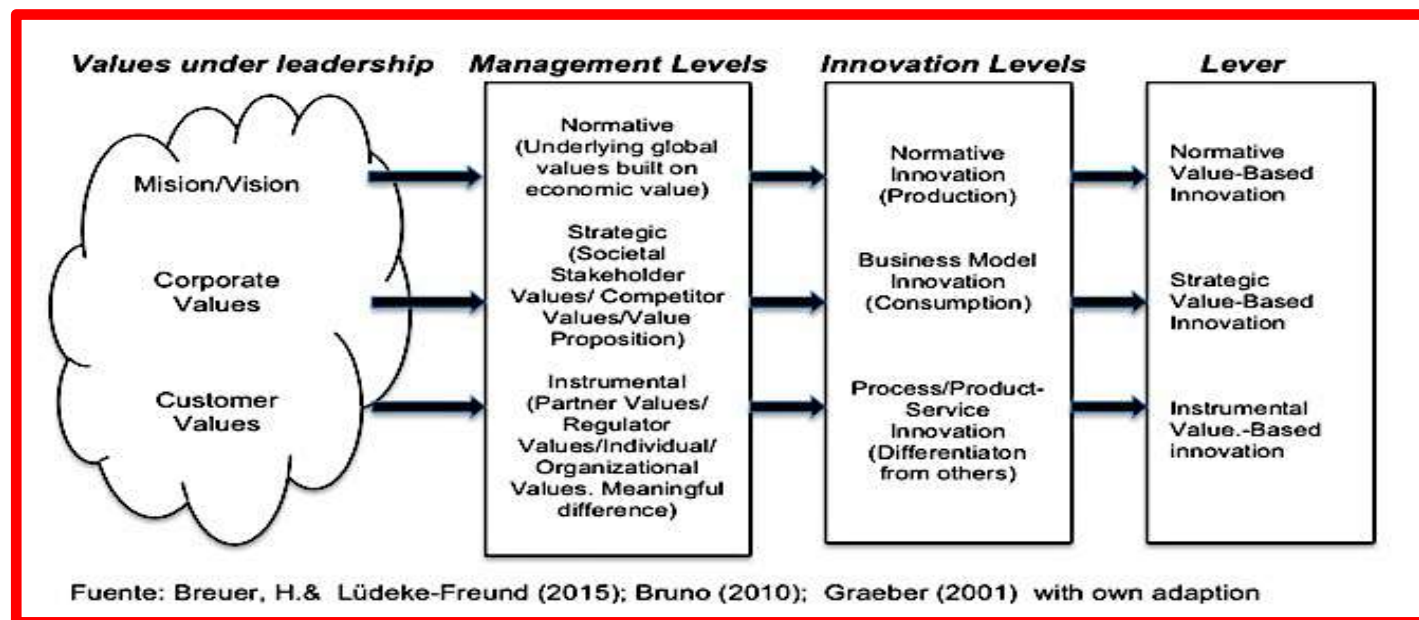 Values under leadership
Management Levels
Innovation Levels
Lever
Mision/Vision
Corporate
Values
Customer
Values
Normative
(Underlying global
values built on
economic value)
Strategic
(Societal
Stakeholder
Values/ Competitor
Values/Value
Proposition)
Instrumental
(Partner Values/
Regulator
Values/Individual/
Organizational
Values. Meaningful
difference)
Normative
Innovation
(Production)
Business Model
Innovation
(Consumption)
Process/Product-
Service
Innovation
(Differentiaton
from others)
Normative
Value-Based
Innovation
Strategic
Value-Based
Innovation
Instrumental
Value.-Based
innovation
Fuente: Breuer, H.& Lüdeke-Freund (2015); Bruno (2010); Graeber (2001) with own adaption